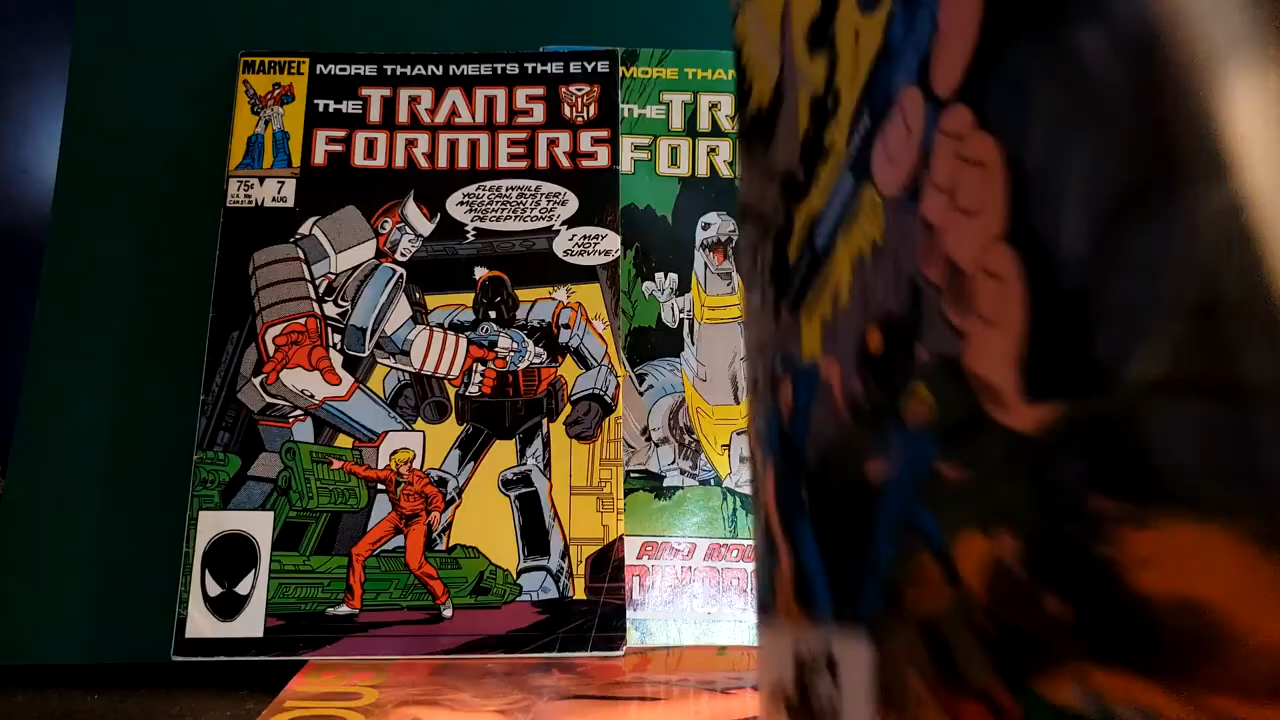 MARVEL
MORE THAN MEETS THE EYE
THE TRANS
FORMERS
75¢
7
AUG
FLEE WHILE
YOU CAN, BUSTER!
MEGATRON IS THE
MIGHTIEST OF
DECEPTICONS!
I MAY
NOT
SURVIVE!
MORE THAN
THE TR
FOR
AND NOW
DINOB